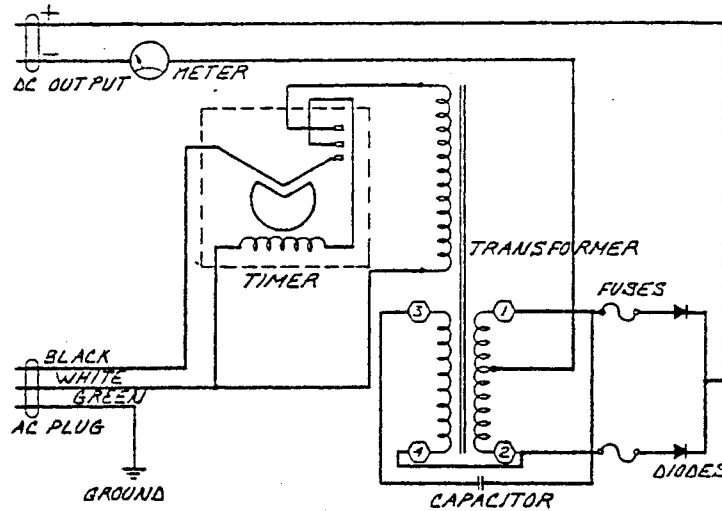 +
-
DC OUTPUT
METER
TIMER
TRANSFORMER
FUSES
3
1
BLACK
WHITE
GREEN
AC PLUG
4
2
DIODES
GROUND
CAPACITOR